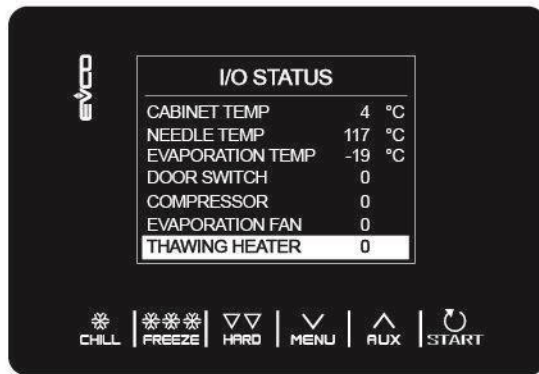 EVCO
I/O STATUS
CABINET TEMP 4 °C
NEEDLE TEMP 117 °C
EVAPORATION TEMP -19 °C
DOOR SWITCH 0
COMPRESSOR 0
EVAPORATION FAN 0
THAWING HEATER 0
CHILL FREEZE HARD MENU AUX START